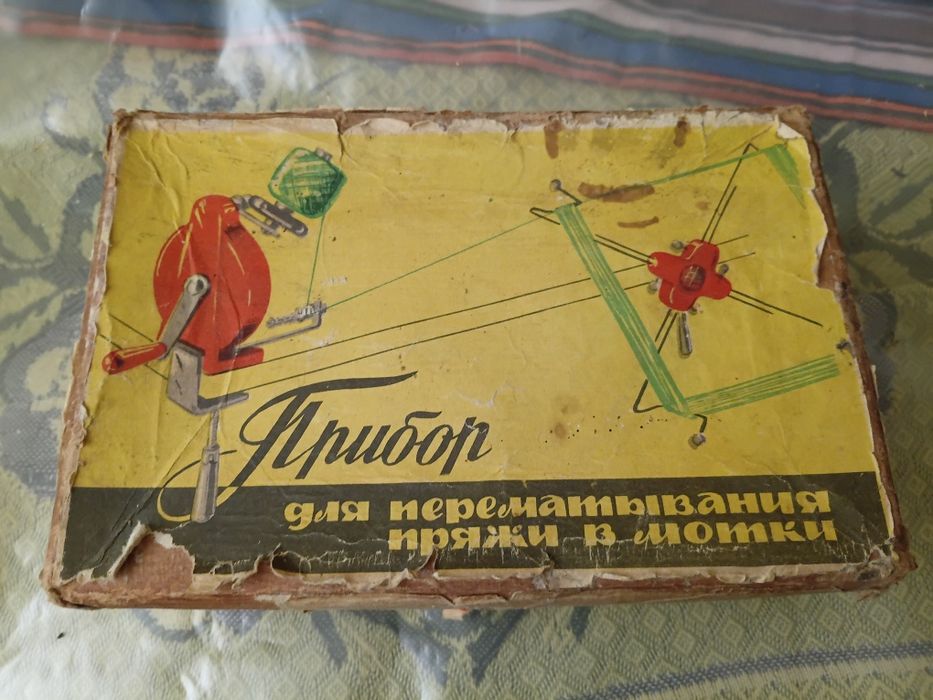 Прибор
для перематывания
пряжи в мотки